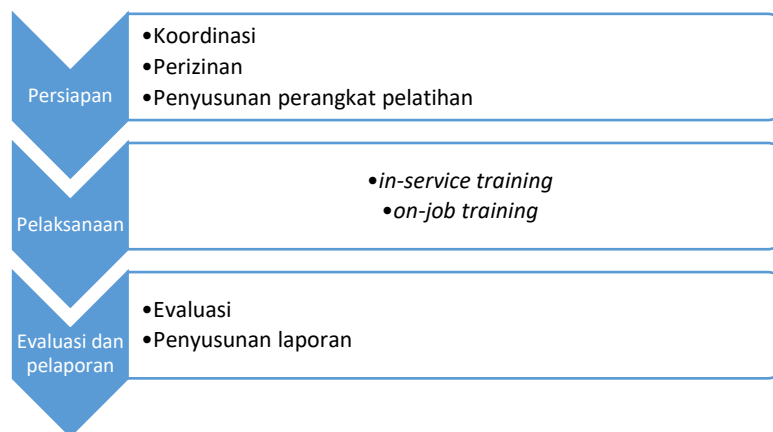 Persiapan
•Koordinasi
•Perizinan
•Penyusunan perangkat pelatihan
Pelaksanaan
•in-service training
•on-job training
Evaluasi dan
pelaporan
•Evaluasi
•Penyusunan laporan